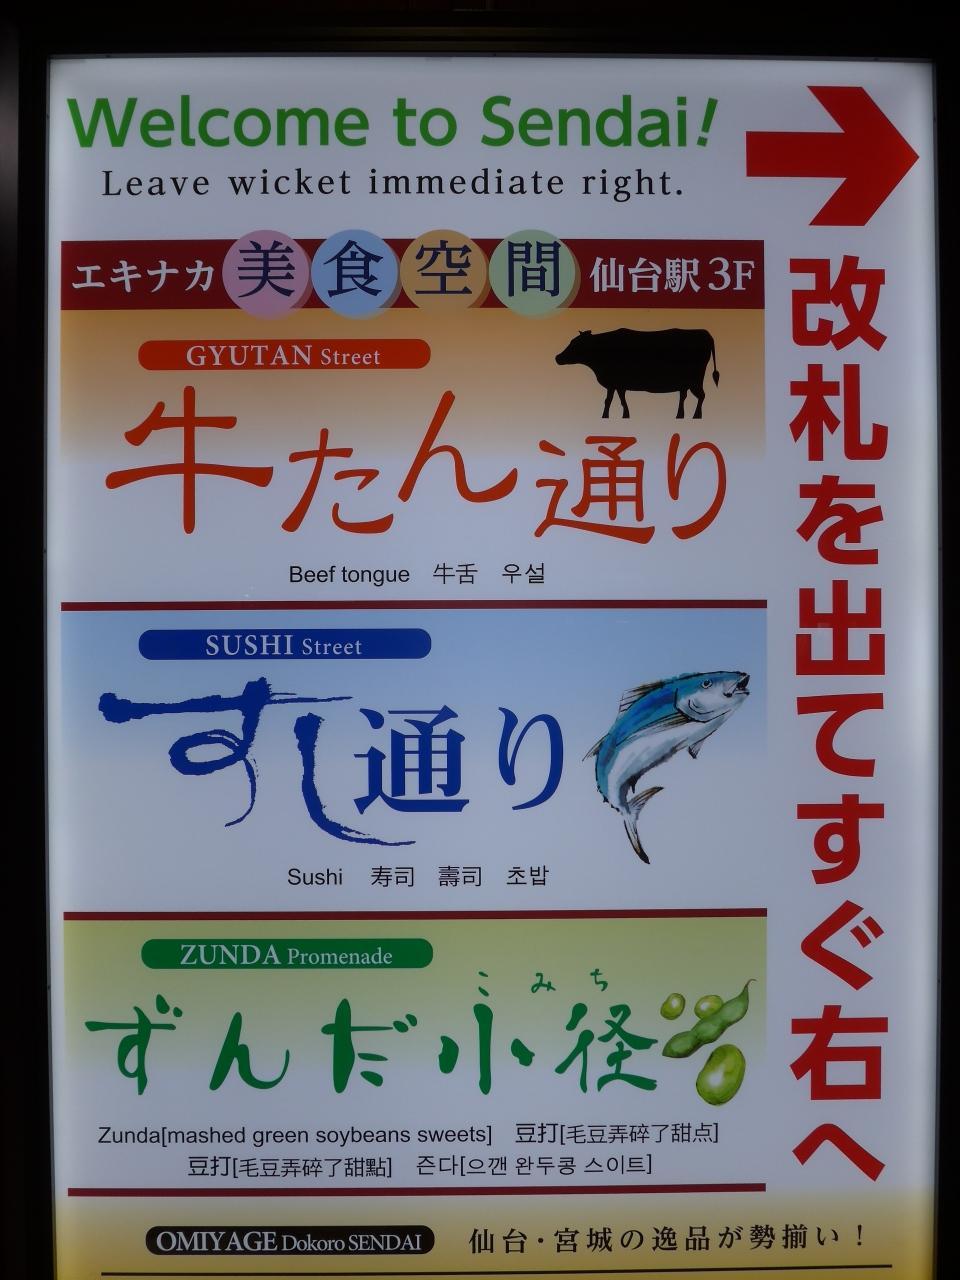 Welcome to Sendai!
Leave wicket immediate right.
改札を出てすぐ右へ
エキナカ 美食空間 仙台駅3F
GYUTAN Street
牛たん通り
Beef tongue 牛舌 우설
SUSHI Street
すし通り
Sushi 寿司 壽司 초밥
ZUNDA Promenade
こみち
ずんだ小径
Zunda[mashed green soybeans sweets] 豆打[毛豆弄碎了甜点]
豆打[毛豆弄碎了甜點] 즌다[으깬 완두콩 스이트]
OMIYAGE Dokoro SENDAI 仙台・宮城の逸品が勢揃い！